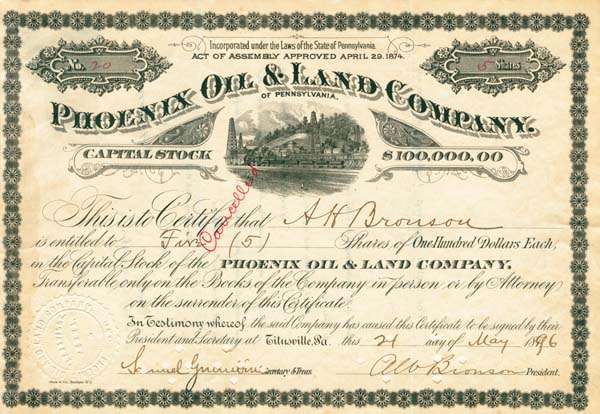 Incorporated under the Laws of the State of Pennsylvania.
ACT OF ASSEMBLY APPROVED APRIL 29. 1874.
No. 20
5 Shares
PHOENIX OIL & LAND COMPANY.
OF PENNSYLVANIA.
CAPITAL STOCK $100,000,00
Cancelled
This is to Certify that A H Bronson
is entitled to Five (5) Shares of One Hundred Dollars Each,
in the Capital Stock of the PHOENIX OIL & LAND COMPANY.
Transferable only on the Books of the Company in person or by Attorney
on the surrender of this Certificate.
In Testimony whereof the said Company has caused this Certificate to be signed by their
President and Secretary at Titusville, Pa. this 21 day of May 1896
Samuel Secretary & Treas. Bronson President.